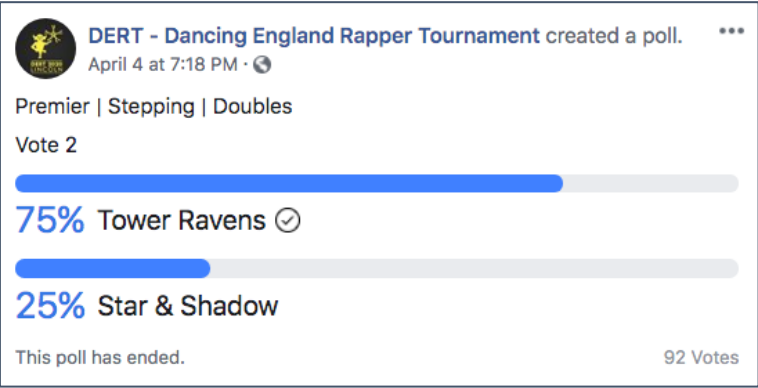 DERT - Dancing England Rapper Tournament created a poll.
April 4 at 7:18 PM ·
Premier | Stepping | Doubles
Vote 2
75% Tower Ravens
25% Star & Shadow
This poll has ended. 92 Votes